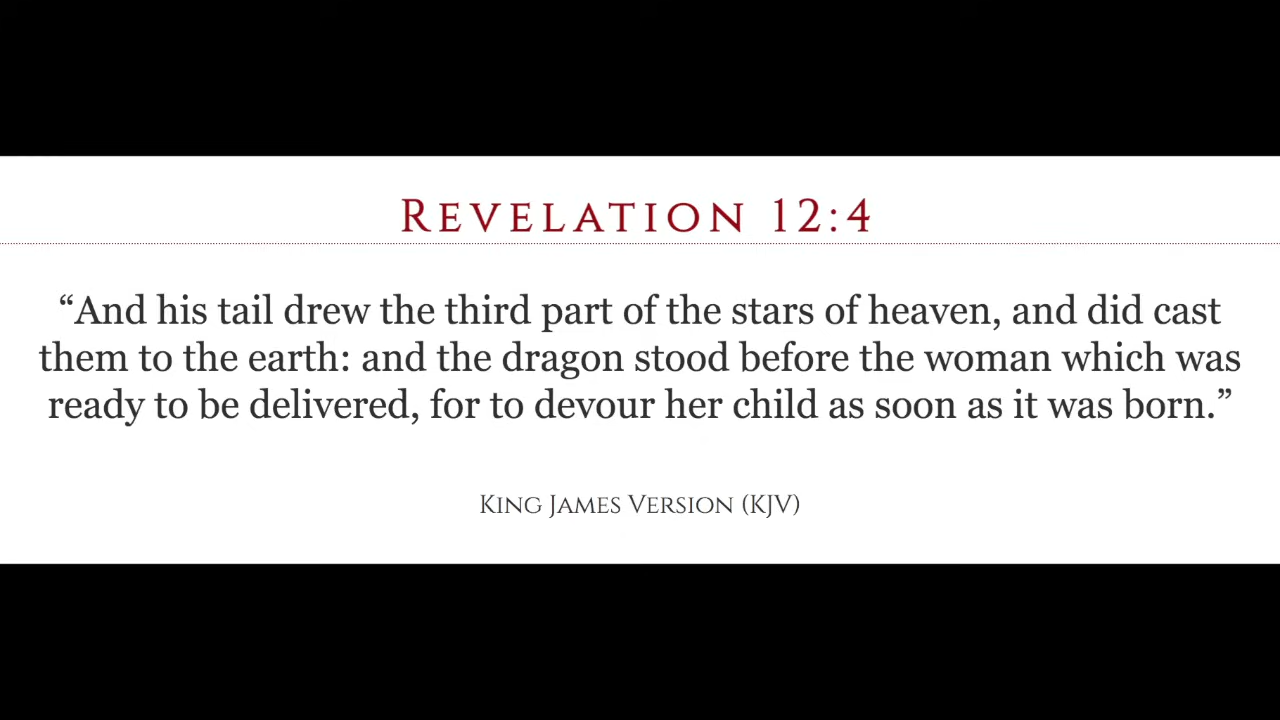 Revelation 12:4
“And his tail drew the third part of the stars of heaven, and did cast
them to the earth: and the dragon stood before the woman which was
ready to be delivered, for to devour her child as soon as it was born.”
King James Version (KJV)